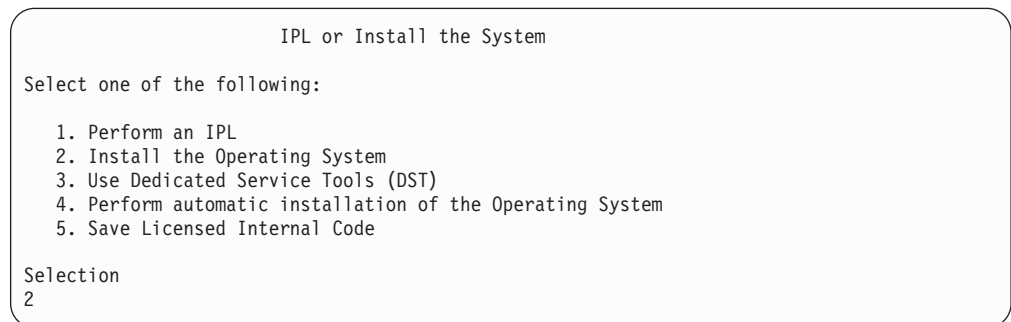 IPL or Install the System
Select one of the following:
1. Perform an IPL
2. Install the Operating System
3. Use Dedicated Service Tools (DST)
4. Perform automatic installation of the Operating System
5. Save Licensed Internal Code
Selection
2